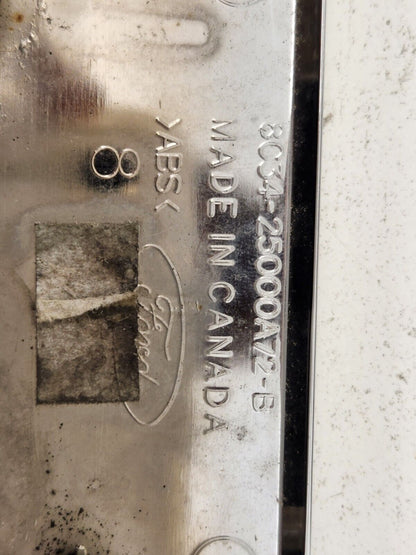 8C34-25000A72-B
MADE IN CANADA
>ABS<
8
Ford